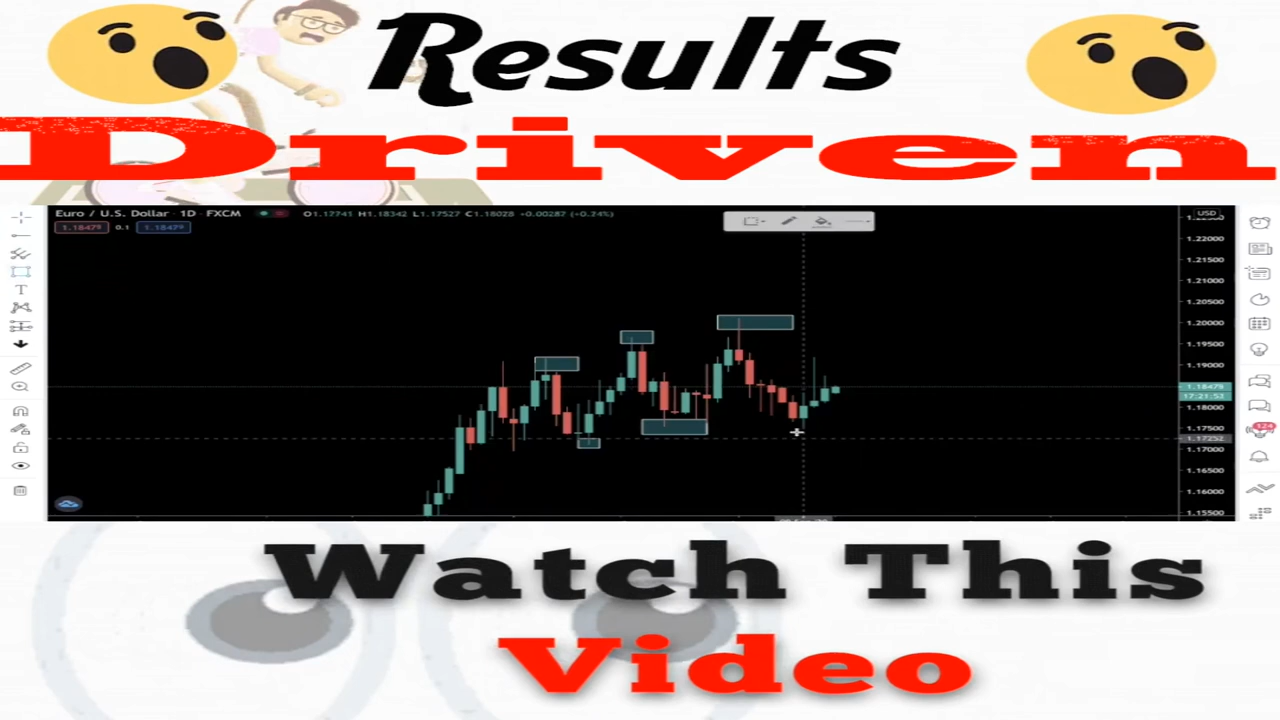 Results
Driven
Euro / U.S. Dollar · 1D · FXCM O1.17741 H1.18342 L1.17527 C1.18028 +0.00287 (+0.24%)
USD
1.18479 0.1 1.18479
1.22000
1.21500
1.21000
1.20500
1.20000
1.19500
1.19000
1.18479
17:21:53
1.18000
1.17500
124
1.17252
1.17000
1.16500
1.16000
1.15500
Watch This
Video